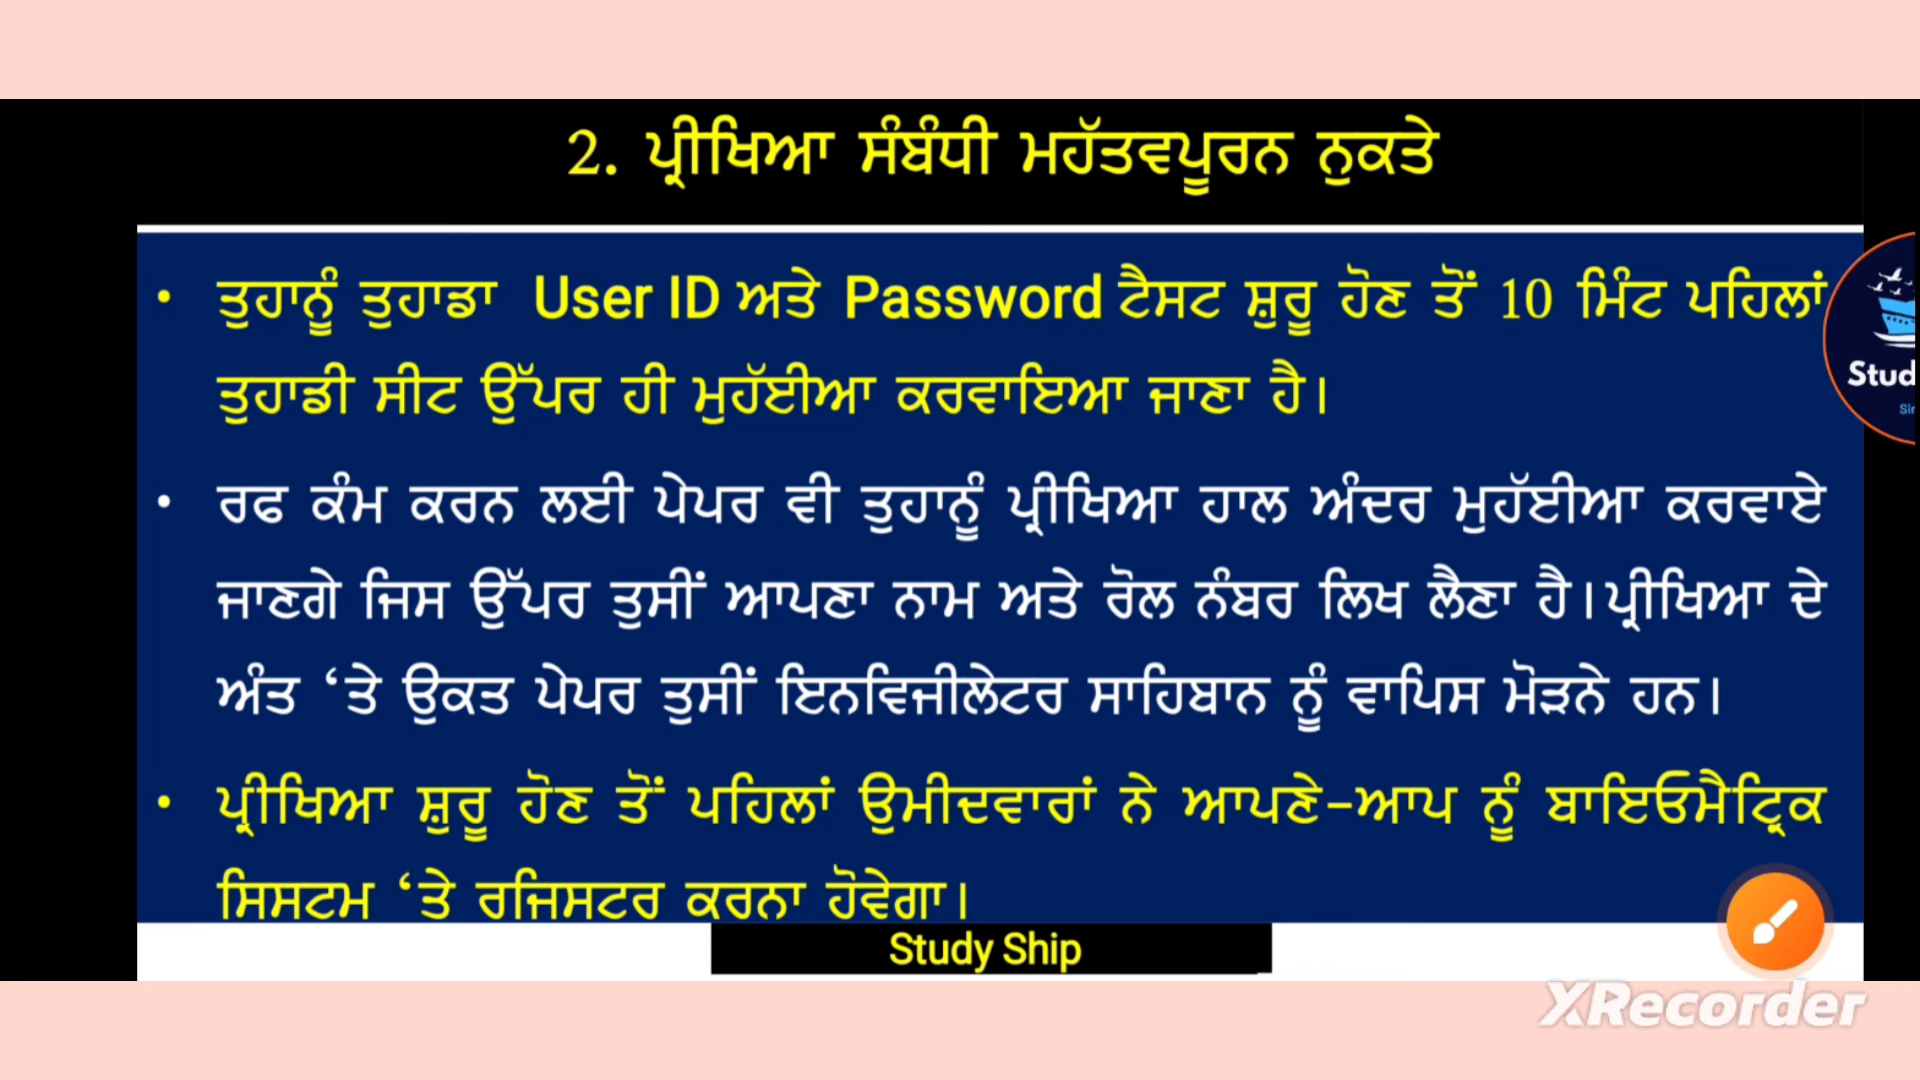 2. ਪ੍ਰੀਖਿਆ ਸੰਬੰਧੀ ਮਹੱਤਵਪੂਰਨ ਨੁਕਤੇ
• ਤੁਹਾਨੂੰ ਤੁਹਾਡਾ User ID ਅਤੇ Password ਟੈਸਟ ਸ਼ੁਰੂ ਹੋਣ ਤੋਂ 10 ਮਿੰਟ ਪਹਿਲਾਂ
ਤੁਹਾਡੀ ਸੀਟ ਉੱਪਰ ਹੀ ਮੁਹੱਈਆ ਕਰਵਾਇਆ ਜਾਣਾ ਹੈ।
• ਰਫ ਕੰਮ ਕਰਨ ਲਈ ਪੇਪਰ ਵੀ ਤੁਹਾਨੂੰ ਪ੍ਰੀਖਿਆ ਹਾਲ ਅੰਦਰ ਮੁਹੱਈਆ ਕਰਵਾਏ
ਜਾਣਗੇ ਜਿਸ ਉੱਪਰ ਤੁਸੀਂ ਆਪਣਾ ਨਾਮ ਅਤੇ ਰੋਲ ਨੰਬਰ ਲਿਖ ਲੈਣਾ ਹੈ। ਪ੍ਰੀਖਿਆ ਦੇ
ਅੰਤ ‘ਤੇ ਉਕਤ ਪੇਪਰ ਤੁਸੀਂ ਇਨਵਿਜੀਲੇਟਰ ਸਾਹਿਬਾਨ ਨੂੰ ਵਾਪਿਸ ਮੋੜਨੇ ਹਨ।
• ਪ੍ਰੀਖਿਆ ਸ਼ੁਰੂ ਹੋਣ ਤੋਂ ਪਹਿਲਾਂ ਉਮੀਦਵਾਰਾਂ ਨੇ ਆਪਣੇ-ਆਪ ਨੂੰ ਬਾਇਓਮੈਟ੍ਰਿਕ
ਸਿਸਟਮ ‘ਤੇ ਰਜਿਸਟਰ ਕਰਨਾ ਹੋਵੇਗਾ।
Study Ship
XRecorder